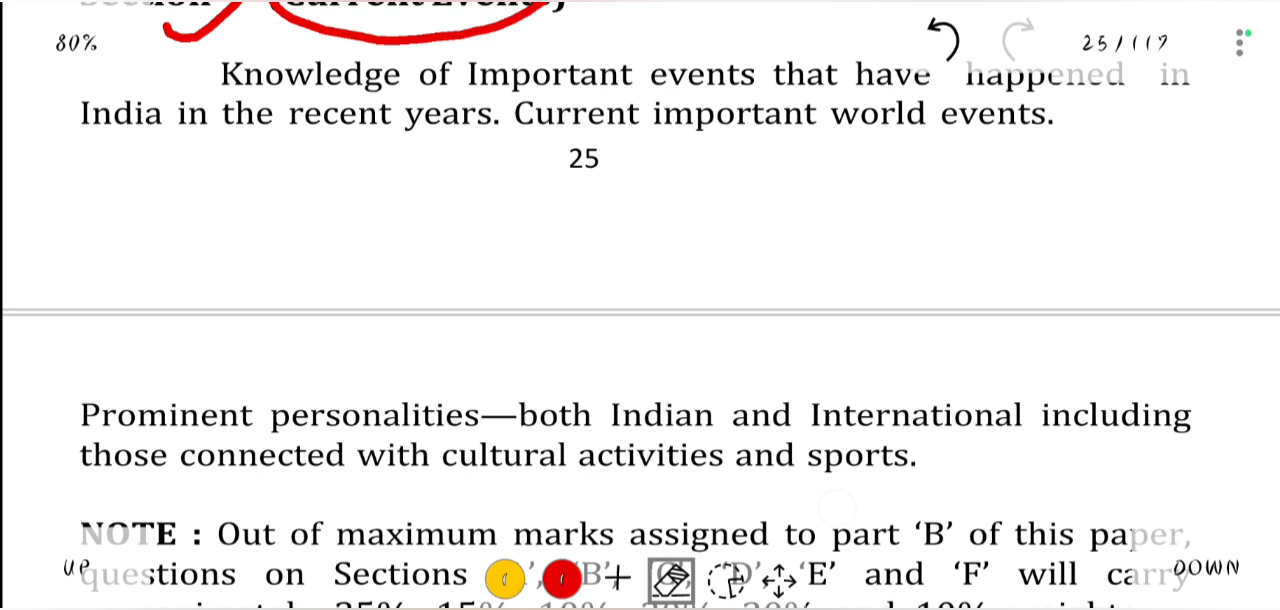 80%
25/117
Knowledge of Important events that have happened in
India in the recent years. Current important world events.
25
Prominent personalities—both Indian and International including
those connected with cultural activities and sports.
NOTE : Out of maximum marks assigned to part ‘B’ of this paper,
UP
questions on Sections ‘B’ ‘E’ and ‘F’ will carry
DOWN